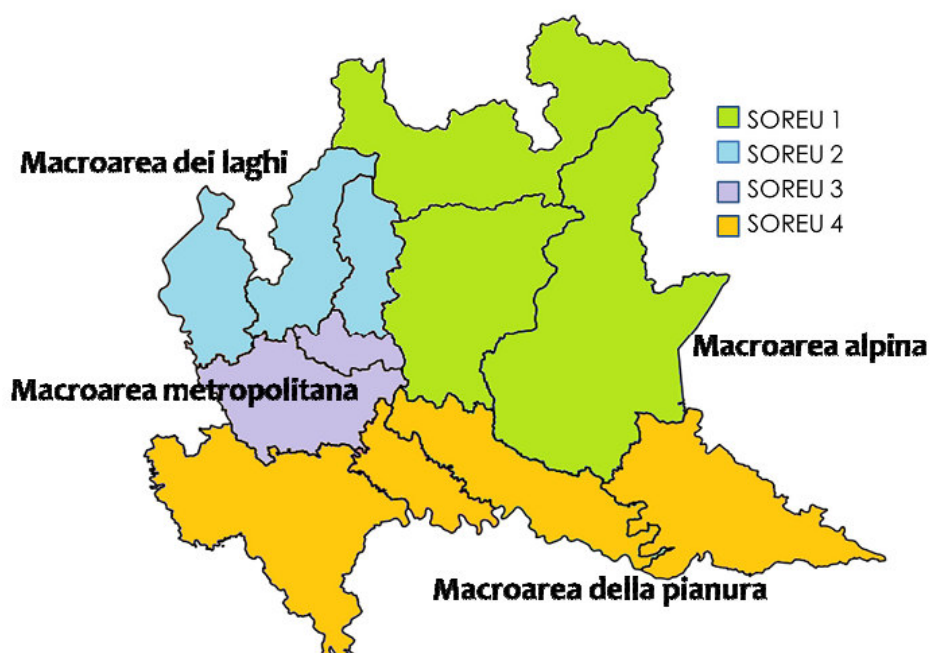 SOREU 1
Macroarea dei laghi
SOREU 2
SOREU 3
SOREU 4
Macroarea alpina
Macroarea metropolitana
Macroarea della pianura